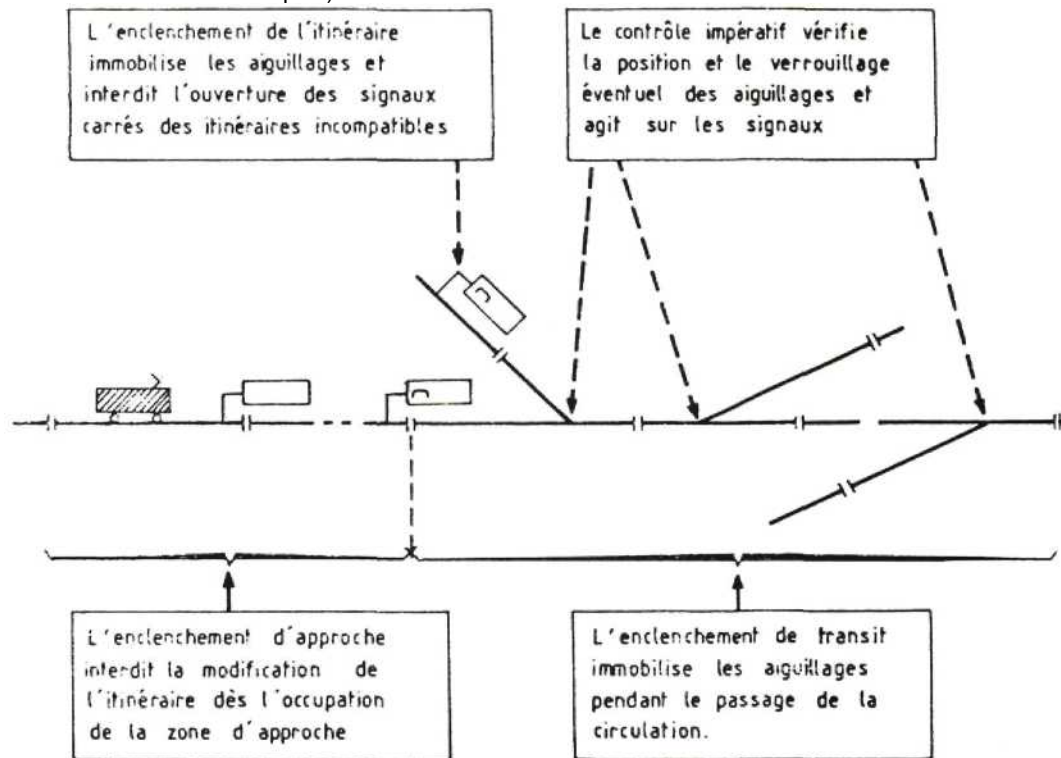 L'enclenchement de l'itinéraire
immobilise les aiguillages et
interdit l'ouverture des signaux
carrés des itinéraires incompatibles
Le contrôle impératif vérifie
la position et le verrouillage
éventuel des aiguillages et
agit sur les signaux
L'enclenchement d'approche
interdit la modification de
l'itinéraire dès l'occupation
de la zone d'approche
L'enclenchement de transit
immobilise les aiguillages
pendant le passage de la
circulation.